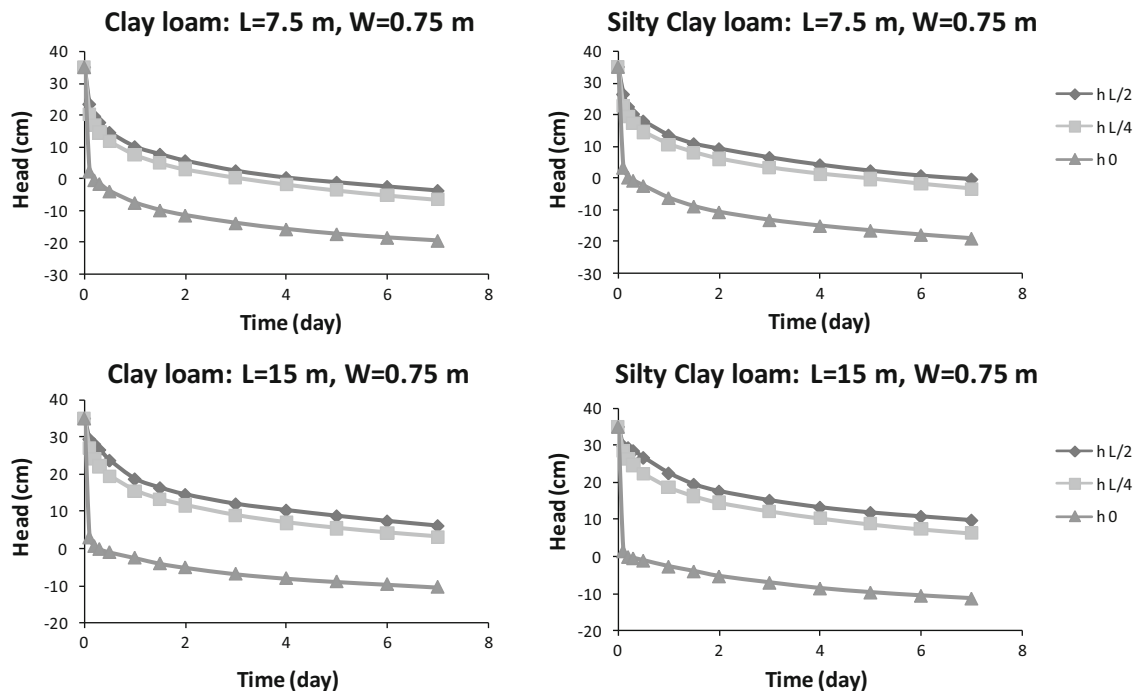 Clay loam: L=7.5 m, W=0.75 m
40
30
20
10
0
-10
-20
-30
Head (cm)
0 2 4 6 8
Time (day)
Silty Clay loam: L=7.5 m, W=0.75 m
40
30
20
10
0
-10
-20
-30
Head (cm)
0 2 4 6 8
Time (day)
h L/2
h L/4
h 0
Clay loam: L=15 m, W=0.75 m
40
30
20
10
0
-10
-20
Head (cm)
0 2 4 6 8
Time (day)
Silty Clay loam: L=15 m, W=0.75 m
40
30
20
10
0
-10
-20
Head (cm)
0 2 4 6 8
Time (day)
h L/2
h L/4
h 0